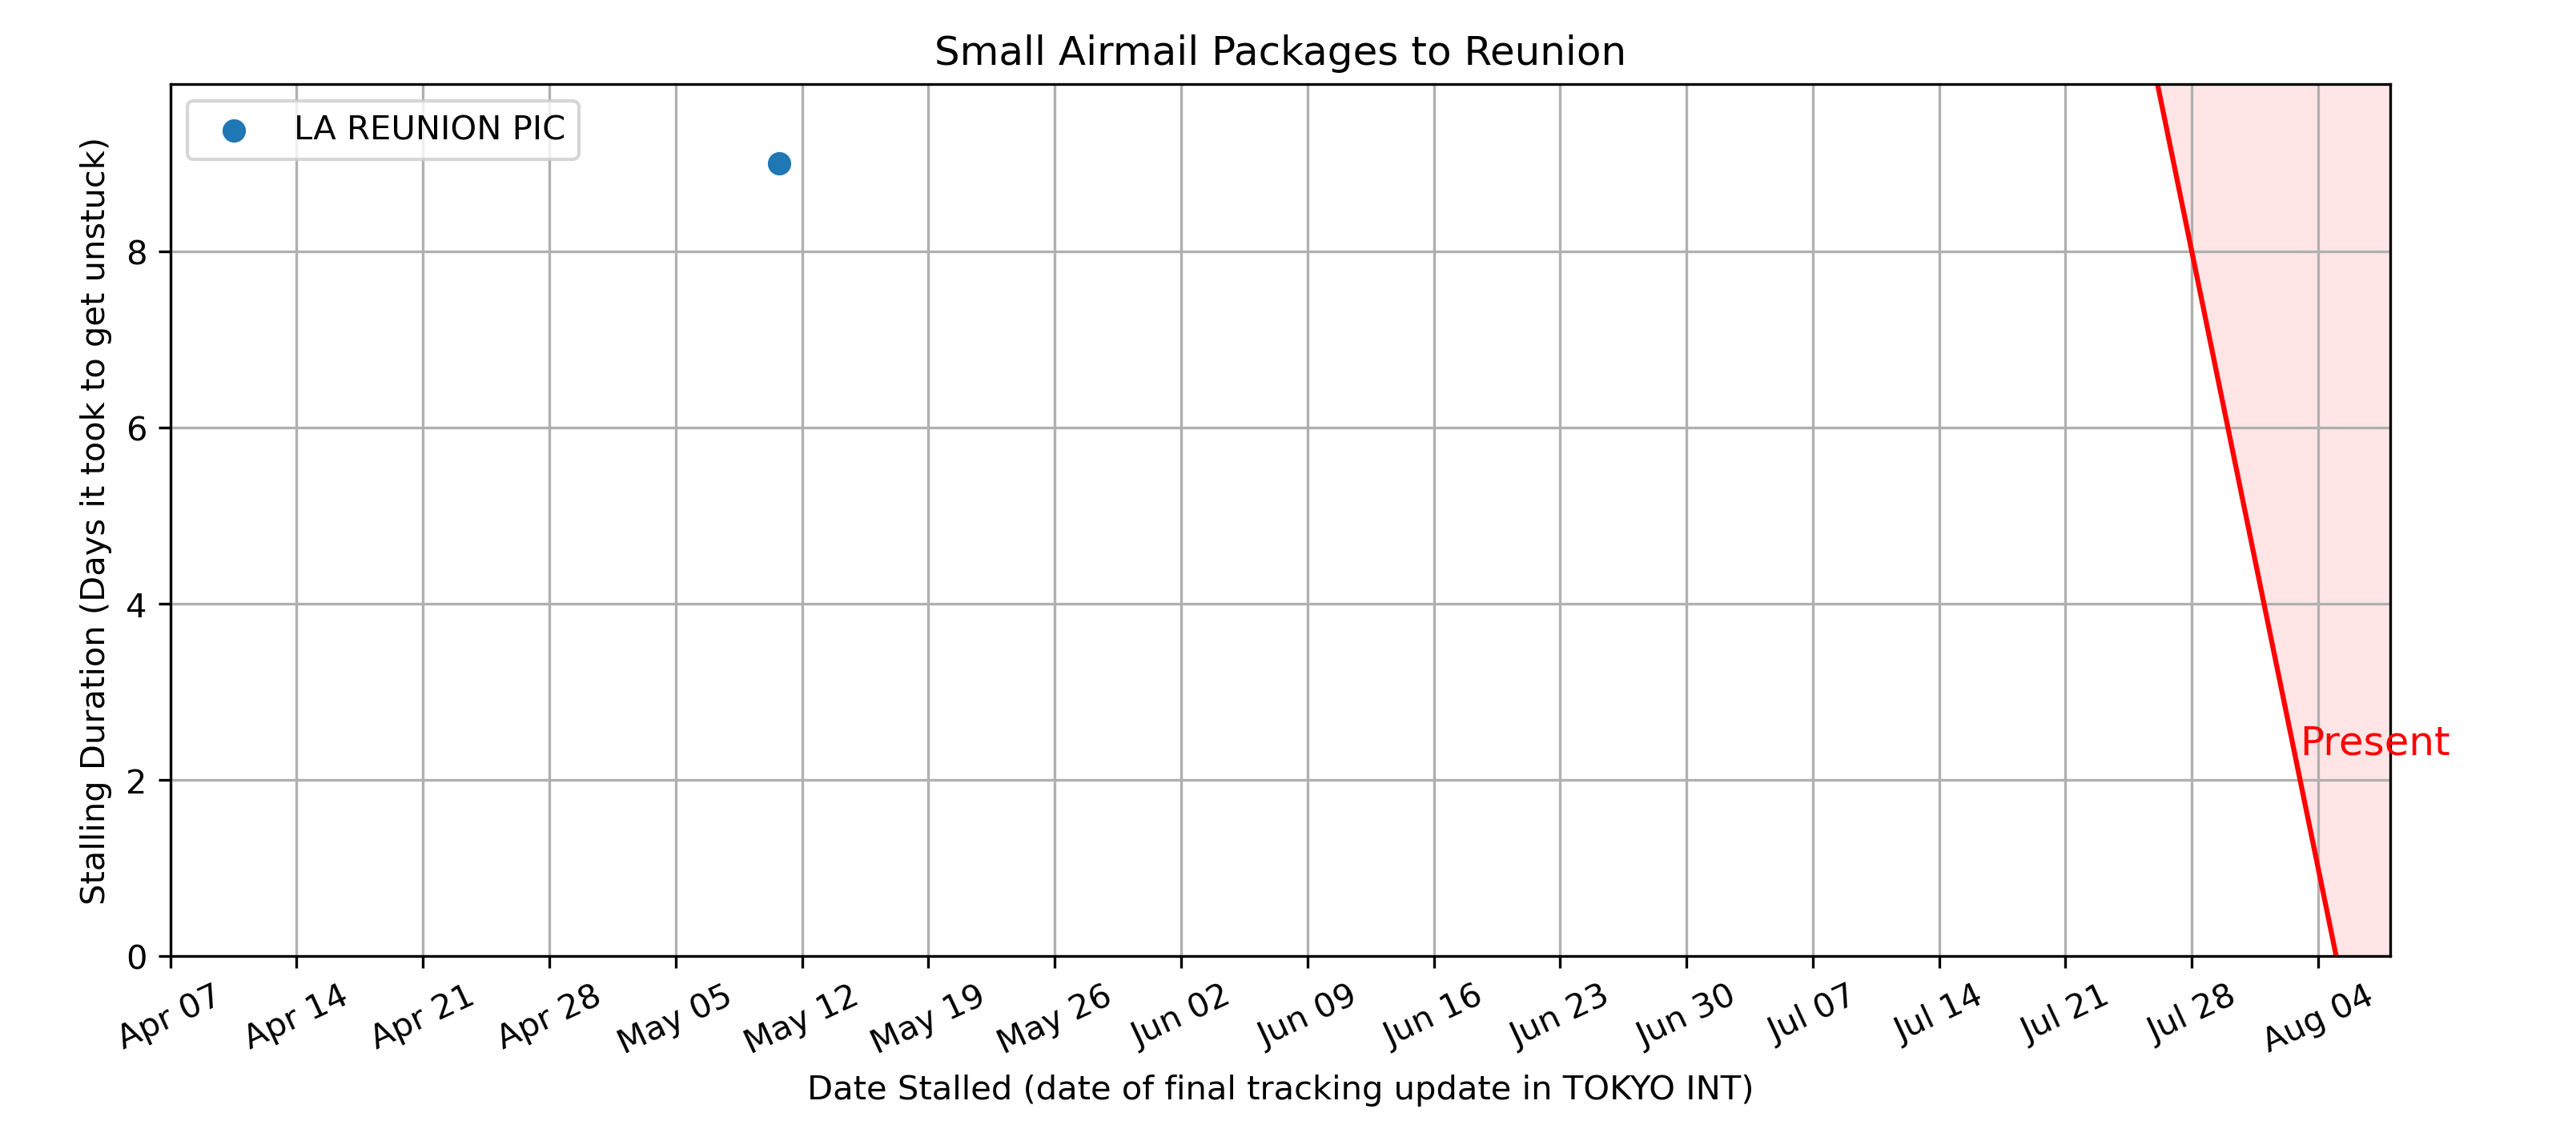 Small Airmail Packages to Reunion
LA REUNION PIC
Stalling Duration (Days it took to get unstuck)
8
6
4
2
0
Present
Apr 07
Apr 14
Apr 21
Apr 28
May 05
May 12
May 19
May 26
Jun 02
Jun 09
Jun 16
Jun 23
Jun 30
Jul 07
Jul 14
Jul 21
Jul 28
Aug 04
Date Stalled (date of final tracking update in TOKYO INT)